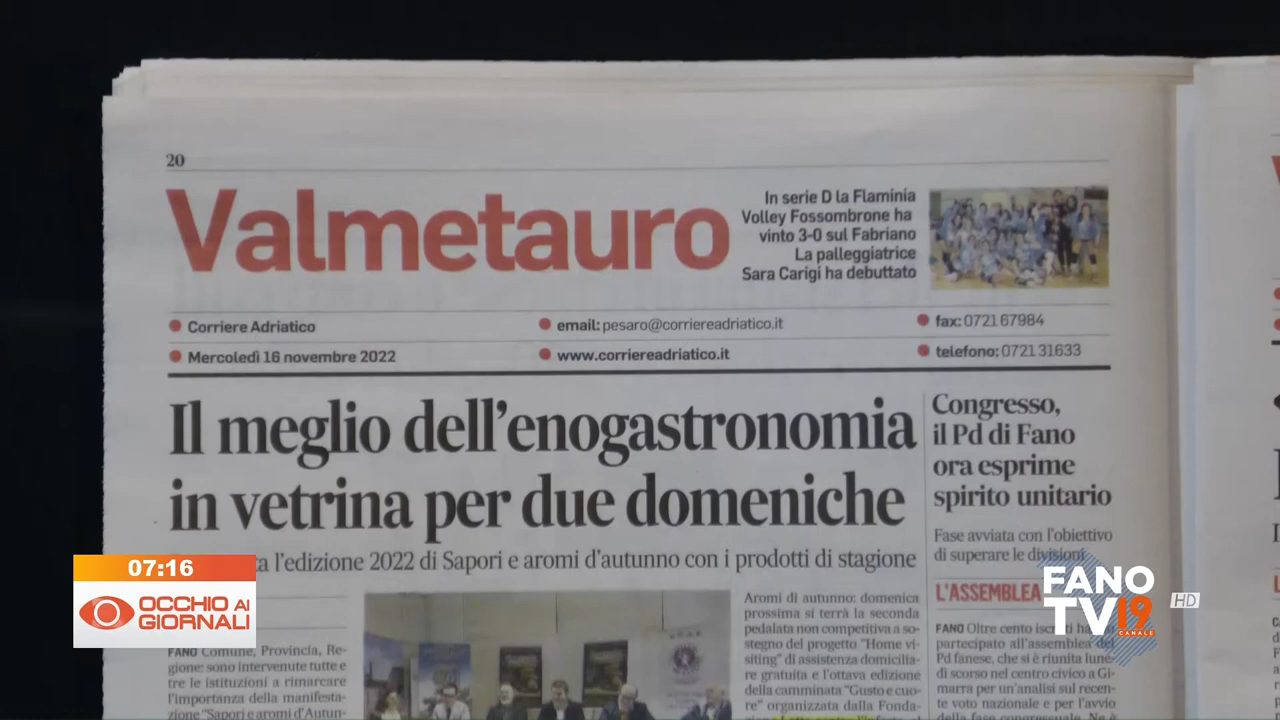 20
Valmetauro
In serie D la Flaminia
Volley Fossombrone ha
vinto 3-0 sul Fabriano
La palleggiatrice
Sara Carigi ha debuttato
Corriere Adriatico
email: pesaro@corriereadriatico.it
fax: 0721 67984
Mercoledì 16 novembre 2022
www.corriereadriatico.it
telefono: 0721 31633
Il meglio dell'enogastronomia
in vetrina per due domeniche
l'edizione 2022 di Sapori e aromi d'autunno con i prodotti di stagione
FANO Comune, Provincia, Re-
gione: sono intervenute tutte e
tre le istituzioni a rimarcare
l'importanza della manifesta-
zione "Sapori e aromi d'Autun-
Aromi di autunno: domenica
prossima si terrà la seconda
pedalata non competitiva a so-
stegno del progetto "Home vi-
siting" di assistenza domicilia-
re gratuita e l'ottava edizione
della camminata "Gusto e cuo-
re" organizzata dalla Fonda-
Congresso,
il Pd di Fano
ora esprime
spirito unitario
Fase avviata con l'obiettivo
di superare le divisioni
L'ASSEMBLEA
FANO Oltre cento iscritti
partecipato all'assemblea del
Pd fanese, che si è riunita lune-
dì scorso nel centro civico a Gi-
marra per un'analisi sul recen-
te voto nazionale e per l'avvio
07:16
OCCHIO AI
GIORNALI
FANO
TV 19
CANALE
HD